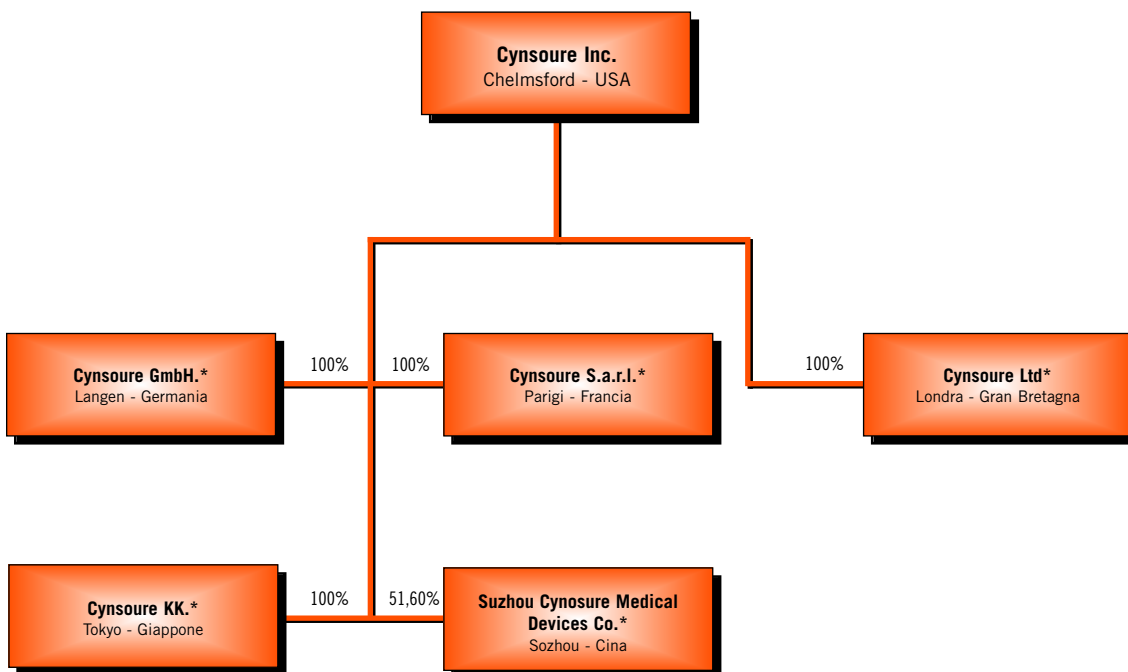 Cynsoure Inc.
Chelmsford - USA
100%
100%
100%
Cynsoure GmbH.*
Langen - Germania
Cynsoure S.a.r.l.*
Parigi - Francia
Cynsoure Ltd*
Londra - Gran Bretagna
100%
51,60%
Cynsoure KK.*
Tokyo - Giappone
Suzhou Cynosure Medical
Devices Co.*
Sozhou - Cina